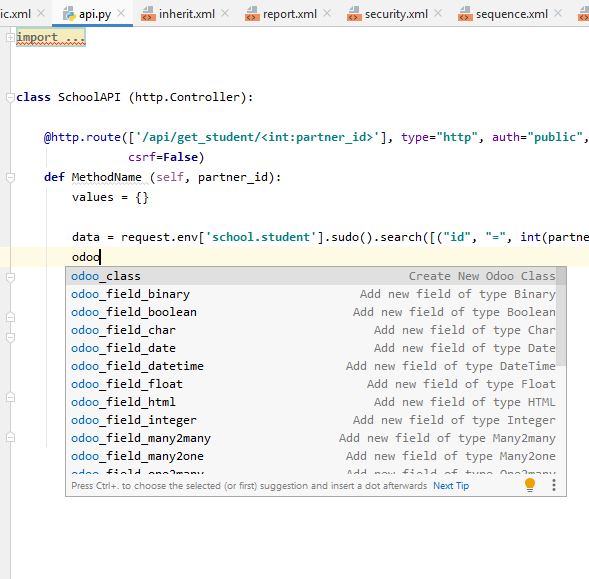 ic.xml api.py inherit.xml report.xml security.xml sequence.xml
import ...
class SchoolAPI (http.Controller):
@http.route(['/api/get_student/<int:partner_id>'], type="http", auth="public",
csrf=False)
def MethodName (self, partner_id):
values = {}
data = request.env['school.student'].sudo().search([("id", "=", int(partne
odoo
odoo_class Create New Odoo Class
odoo_field_binary Add new field of type Binary
odoo_field_boolean Add new field of type Boolean
odoo_field_char Add new field of type Char
odoo_field_date Add new field of type Date
odoo_field_datetime Add new field of type DateTime
odoo_field_float Add new field of type Float
odoo_field_html Add new field of type HTML
odoo_field_integer Add new field of type Integer
odoo_field_many2many Add new field of type Many2many
odoo_field_many2one Add new field of type Many2one
odoo_field_one2many Add new field of type One2many
Press Ctrl+. to choose the selected (or first) suggestion and insert a dot afterwards Next Tip